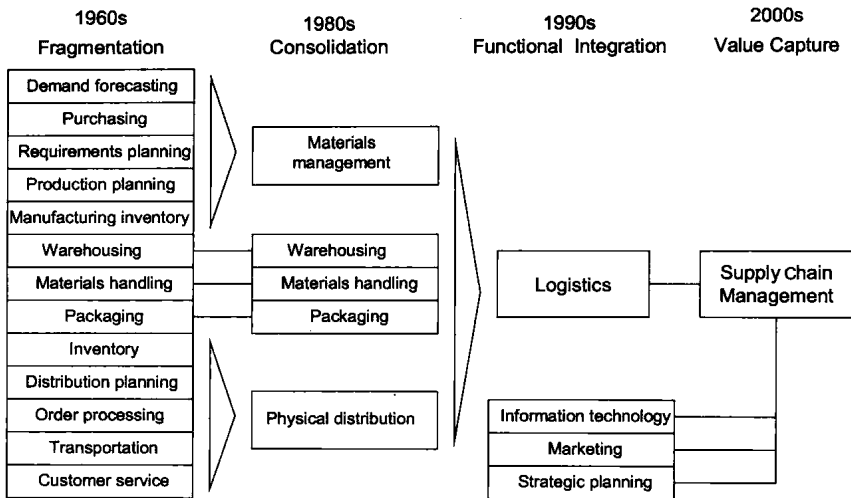 1960s
Fragmentation
1980s
Consolidation
1990s
Functional Integration
2000s
Value Capture
Demand forecasting
Purchasing
Requirements planning
Production planning
Manufacturing inventory
Warehousing
Materials handling
Packaging
Inventory
Distribution planning
Order processing
Transportation
Customer service
Materials
management
Warehousing
Materials handling
Packaging
Physical distribution
Logistics
Information technology
Marketing
Strategic planning
Supply Chain
Management